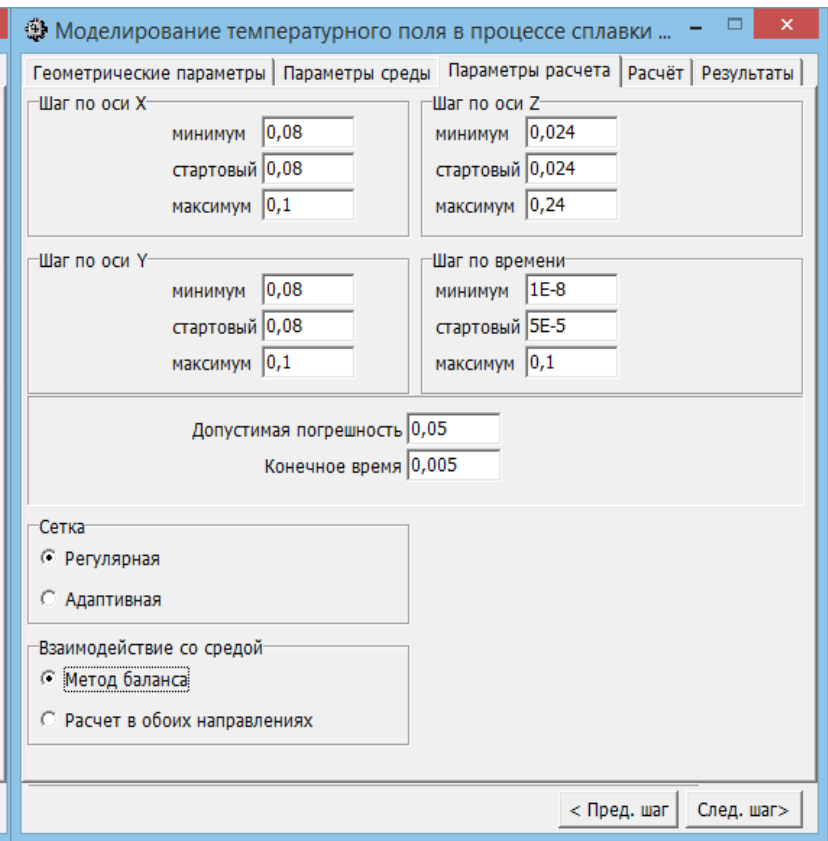 Моделирование температурного поля в процессе сплавки ...
Геометрические параметры Параметры среды Параметры расчета Расчёт Результаты
Шаг по оси X
минимум 0,08
стартовый 0,08
максимум 0,1
Шаг по оси Z
минимум 0,024
стартовый 0,024
максимум 0,24
Шаг по оси Y
минимум 0,08
стартовый 0,08
максимум 0,1
Шаг по времени
минимум 1E-8
стартовый 5E-5
максимум 0,1
Допустимая погрешность 0,05
Конечное время 0,005
Сетка
Регулярная
Адаптивная
Взаимодействие со средой
Метод баланса
Расчет в обоих направлениях
< Пред. шаг След. шаг>